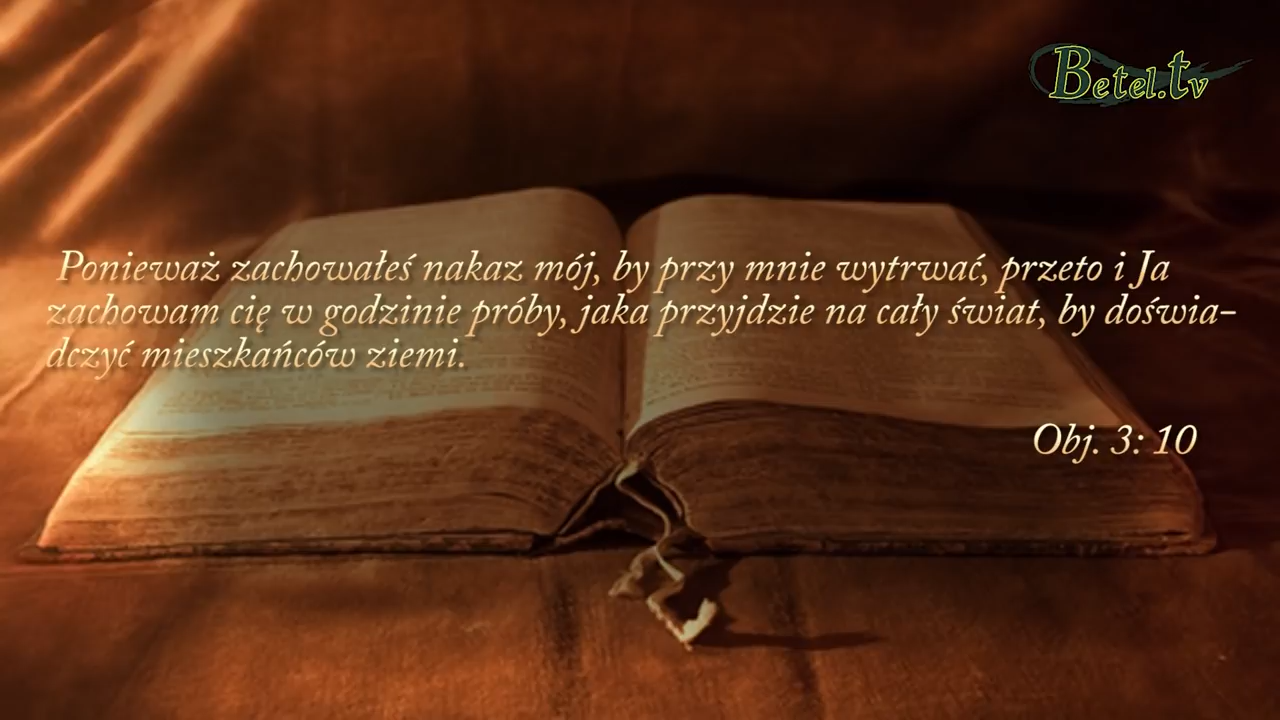 Betel.tv
Ponieważ zachowałeś nakaz mój, by przy mnie wytrwać, przeto i Ja
zachowam cię w godzinie próby, jaka przyjdzie na cały świat, by doświa-
dczyć mieszkańców ziemi.
Obj. 3: 10